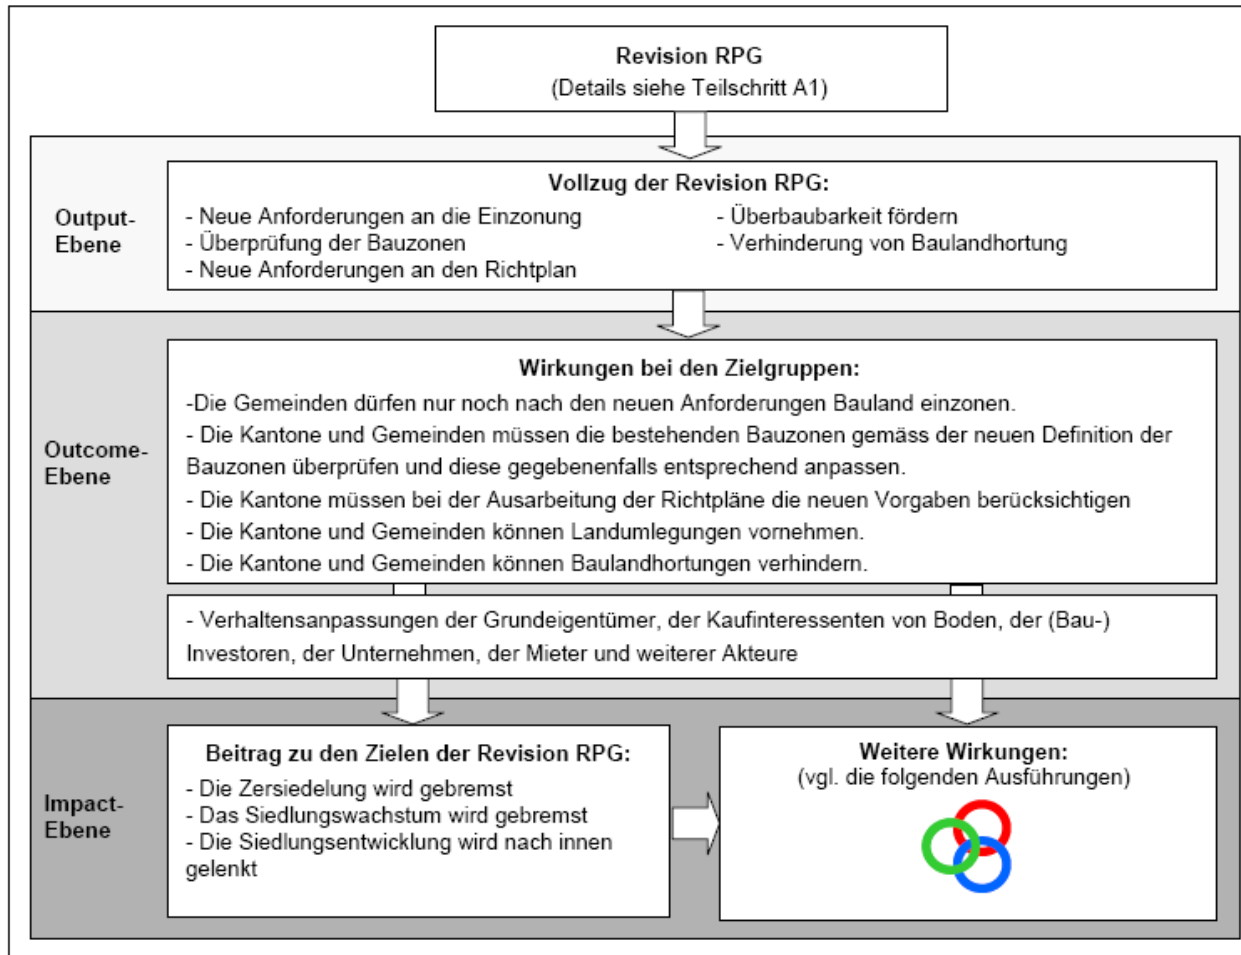 Revision RPG
(Details siehe Teilschritt A1)
Output-
Ebene
Vollzug der Revision RPG:
- Neue Anforderungen an die Einzonung
- Überprüfung der Bauzonen
- Neue Anforderungen an den Richtplan
- Überbaubarkeit fördern
- Verhinderung von Baulandhortung
Outcome-
Ebene
Wirkungen bei den Zielgruppen:
-Die Gemeinden dürfen nur noch nach den neuen Anforderungen Bauland einzonen.
- Die Kantone und Gemeinden müssen die bestehenden Bauzonen gemäss der neuen Definition der
Bauzonen überprüfen und diese gegebenenfalls entsprechend anpassen.
- Die Kantone müssen bei der Ausarbeitung der Richtpläne die neuen Vorgaben berücksichtigen
- Die Kantone und Gemeinden können Landumlegungen vornehmen.
- Die Kantone und Gemeinden können Baulandhortungen verhindern.
- Verhaltensanpassungen der Grundeigentümer, der Kaufinteressenten von Boden, der (Bau-)
Investoren, der Unternehmen, der Mieter und weiterer Akteure
Impact-
Ebene
Beitrag zu den Zielen der Revision RPG:
- Die Zersiedelung wird gebremst
- Das Siedlungswachstum wird gebremst
- Die Siedlungsentwicklung wird nach innen
gelenkt
Weitere Wirkungen:
(vgl. die folgenden Ausführungen)